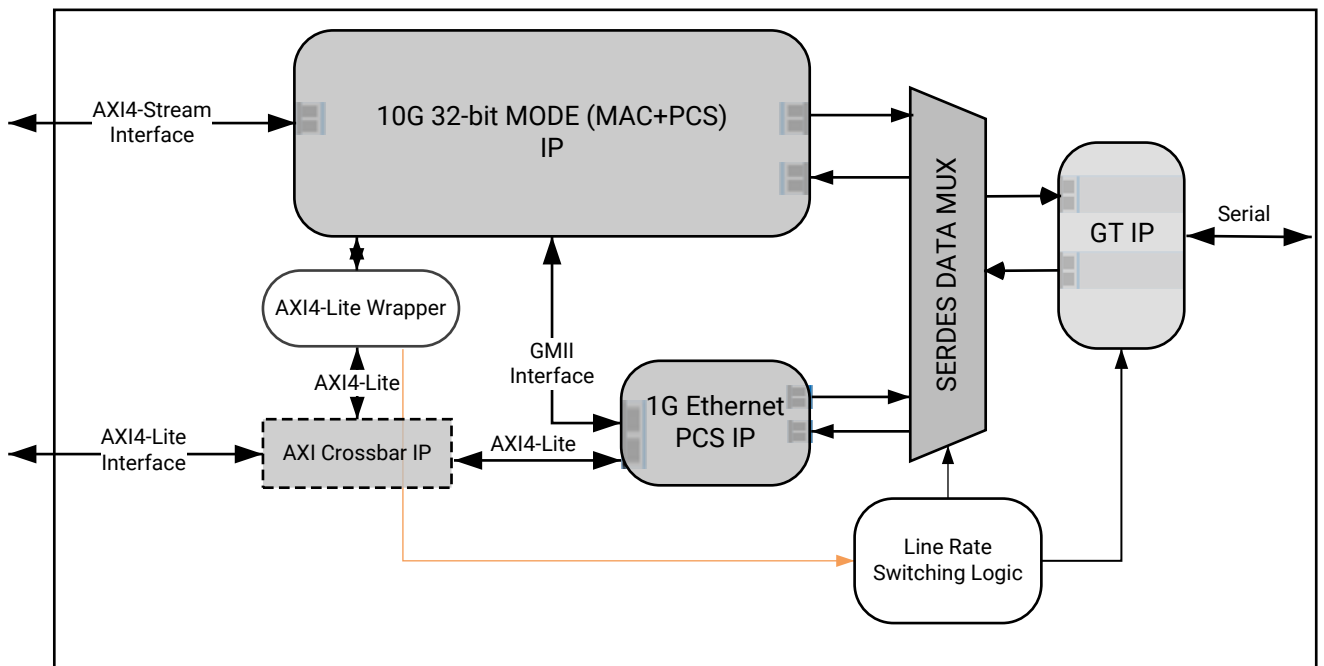 AXI4-Stream
Interface
10G 32-bit MODE (MAC+PCS)
IP
SERDES DATA MUX
GT IP
Serial
AXI4-Lite Wrapper
GMII
Interface
AXI4-Lite
1G Ethernet
PCS IP
AXI4-Lite
Interface
AXI Crossbar IP
AXI4-Lite
Line Rate
Switching Logic